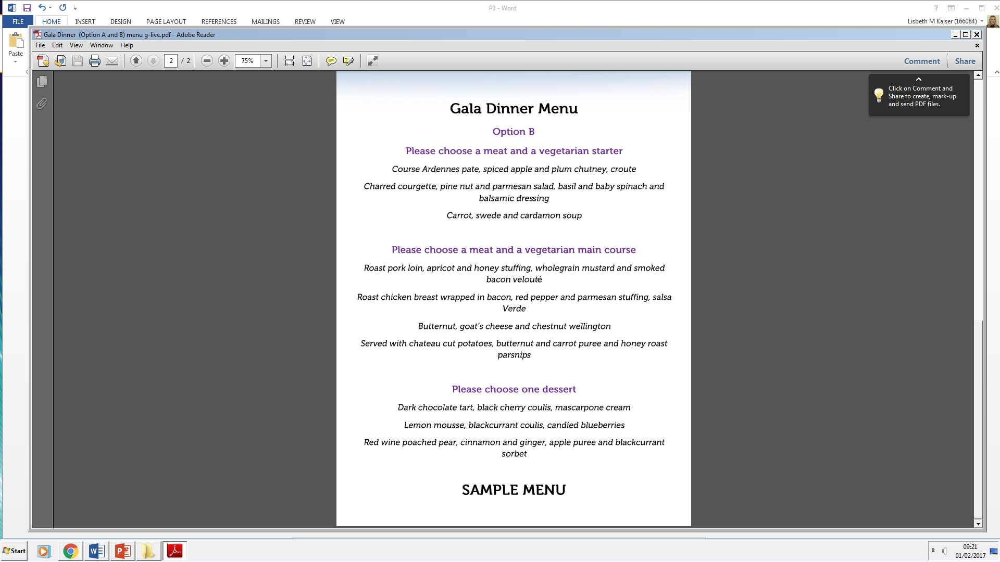 P3 - Word
FILE HOME INSERT DESIGN PAGE LAYOUT REFERENCES MAILINGS REVIEW VIEW
Lisbeth M Kaiser (166084)
Paste
Gala Dinner (Option A and B) menu g-live.pdf - Adobe Reader
File Edit View Window Help
2 / 2 75%
Comment Share
Click on Comment and
Share to create, mark-up
and send PDF files.
Gala Dinner Menu
Option B
Please choose a meat and a vegetarian starter
Course Ardennes pate, spiced apple and plum chutney, croute
Charred courgette, pine nut and parmesan salad, basil and baby spinach and
balsamic dressing
Carrot, swede and cardamon soup
Please choose a meat and a vegetarian main course
Roast pork loin, apricot and honey stuffing, wholegrain mustard and smoked
bacon velouté
Roast chicken breast wrapped in bacon, red pepper and parmesan stuffing, salsa
Verde
Butternut, goat's cheese and chestnut wellington
Served with chateau cut potatoes, butternut and carrot puree and honey roast
parsnips
Please choose one dessert
Dark chocolate tart, black cherry coulis, mascarpone cream
Lemon mousse, blackcurrant coulis, candied blueberries
Red wine poached pear, cinnamon and ginger, apple puree and blackcurrant
sorbet
SAMPLE MENU
Start
09:21
01/02/2017